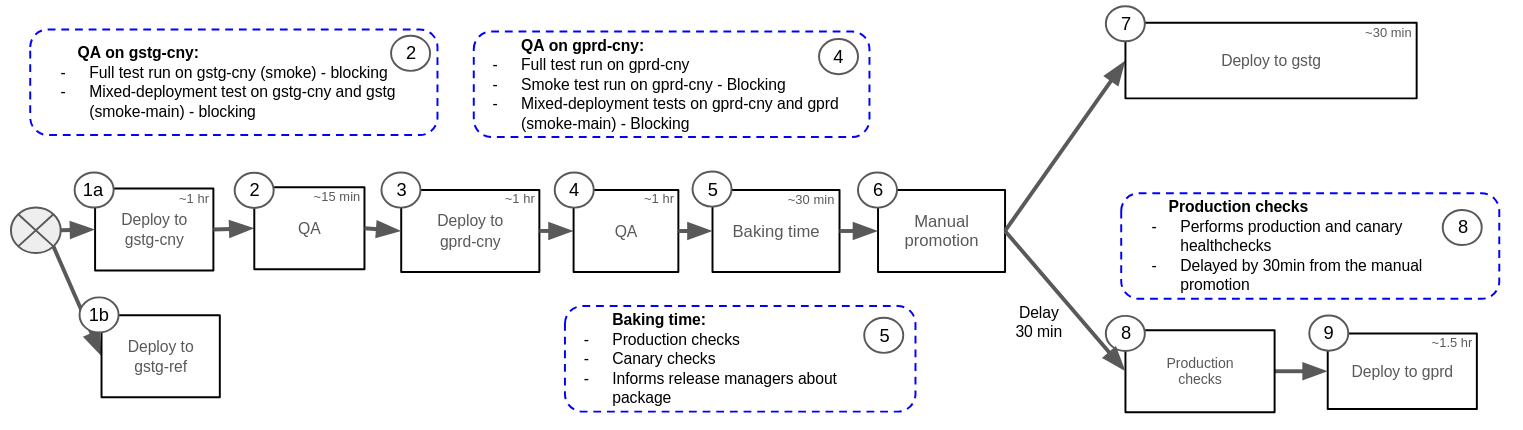 QA on gstg-cny:
2
- Full test run on gstg-cny (smoke) - blocking
- Mixed-deployment test on gstg-cny and gstg
(smoke-main) - blocking
QA on gprd-cny:
4
- Full test run on gprd-cny
- Smoke test run on gprd-cny - Blocking
- Mixed-deployment tests on gprd-cny and gprd
(smoke-main) - Blocking
7
~30 min
Deploy to gstg
1a
~1 hr
Deploy to
gstg-cny
2
~15 min
QA
3
~1 hr
Deploy to
gprd-cny
4
~1 hr
QA
5
~30 min
Baking time
6
Manual
promotion
Production checks
8
- Performs production and canary
healthchecks
- Delayed by 30min from the manual
promotion
1b
Deploy to
gstg-ref
Baking time:
5
- Production checks
- Canary checks
- Informs release managers about
package
Delay
30 min
8
Production
checks
9
~1.5 hr
Deploy to gprd